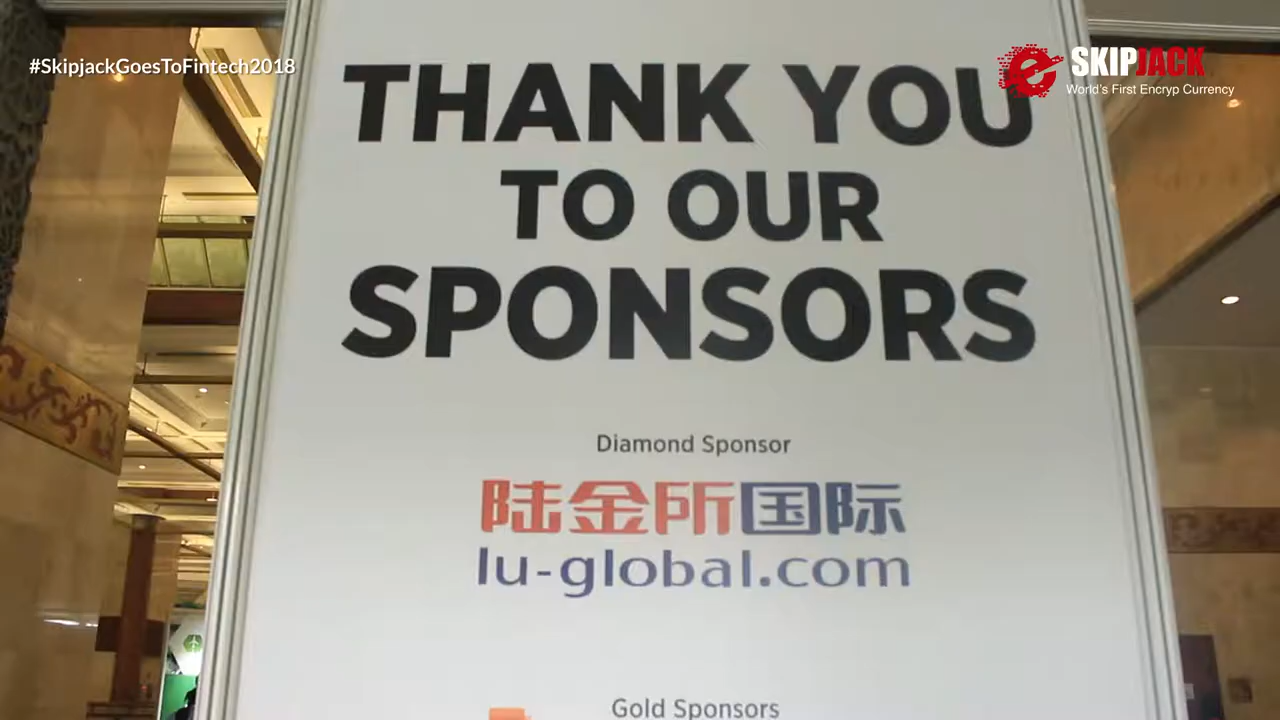 #SkipjackGoesToFintech2018
SKIPJACK
World's First Encryp Currency
THANK YOU
TO OUR
SPONSORS
Diamond Sponsor
陆金所国际
lu-global.com
Gold Sponsors